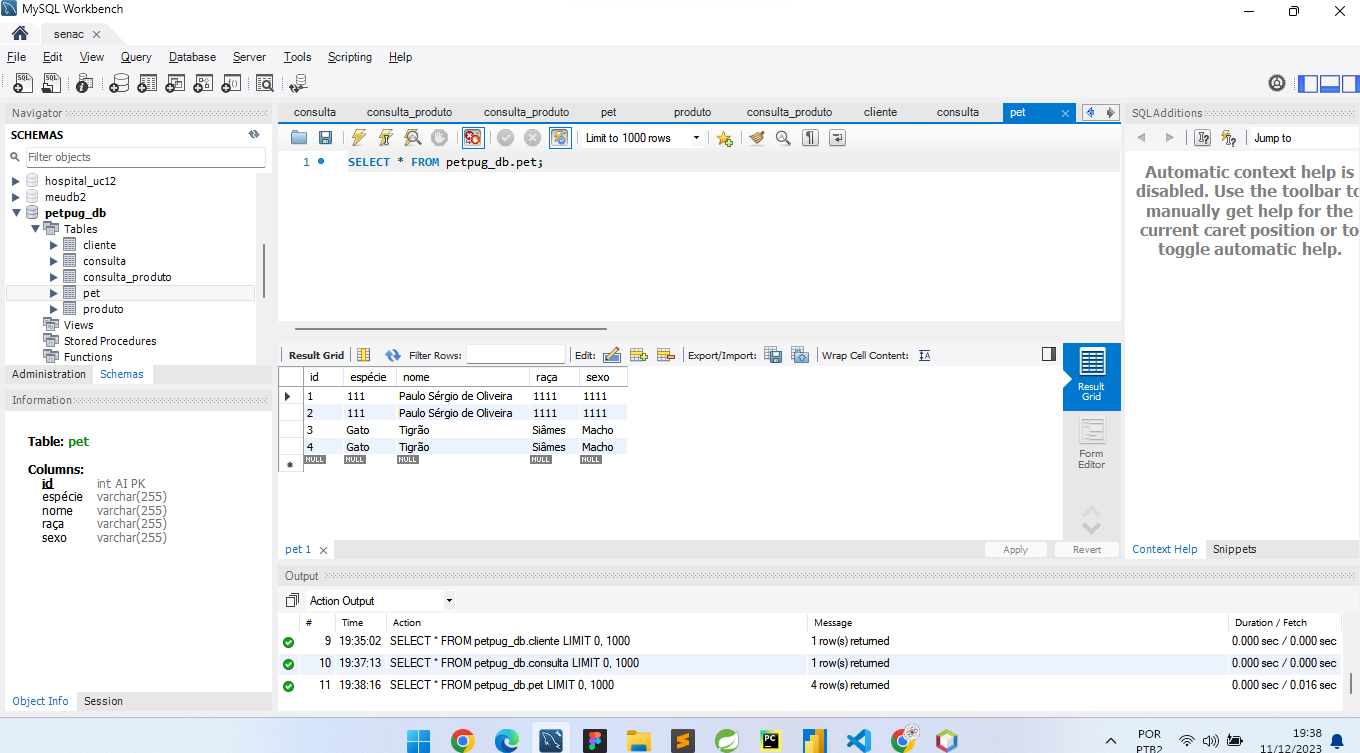 MySQL Workbench
senac
File Edit View Query Database Server Tools Scripting Help
Navigator
SCHEMAS
Filter objects
hospital_uc12
meudb2
petpug_db
Tables
cliente
consulta
consulta_produto
pet
produto
Views
Stored Procedures
Functions
Administration Schemas
Information
Table: pet
Columns:
id int AI PK
espécie varchar(255)
nome varchar(255)
raça varchar(255)
sexo varchar(255)
Object Info Session
consulta consulta_produto consulta_produto pet produto consulta_produto cliente consulta pet
Limit to 1000 rows
1 SELECT * FROM petpug_db.pet;
Result Grid Filter Rows: Edit: Export/Import: Wrap Cell Content:
id espécie nome raça sexo
1 111 Paulo Sérgio de Oliveira 1111 1111
2 111 Paulo Sérgio de Oliveira 1111 1111
3 Gato Tigrão Siâmes Macho
4 Gato Tigrão Siâmes Macho
NULL NULL NULL NULL NULL
Result
Grid
Form
Editor
pet 1
Apply Revert
SQLAdditions
Jump to
Automatic context help is
disabled. Use the toolbar to
manually get help for the
current caret position or to
toggle automatic help.
Context Help Snippets
Output
Action Output
# Time Action Message Duration / Fetch
9 19:35:02 SELECT * FROM petpug_db.cliente LIMIT 0, 1000 1 row(s) returned 0.000 sec / 0.000 sec
10 19:37:13 SELECT * FROM petpug_db.consulta LIMIT 0, 1000 1 row(s) returned 0.000 sec / 0.000 sec
11 19:38:16 SELECT * FROM petpug_db.pet LIMIT 0, 1000 4 row(s) returned 0.000 sec / 0.016 sec
POR
PTB2
19:38
11/12/2023